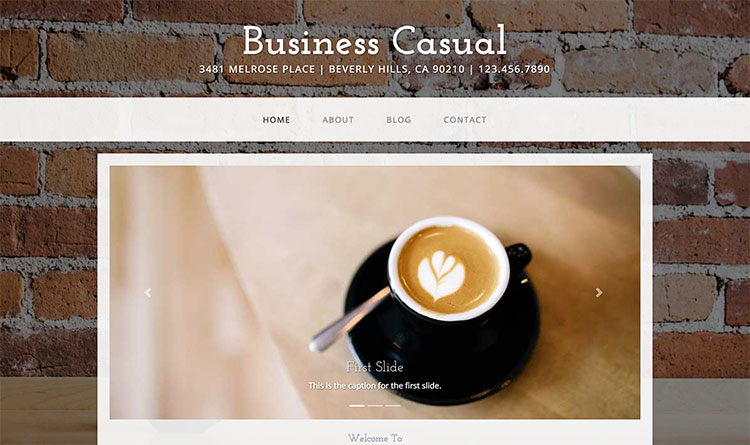 Business Casual
3481 MELROSE PLACE | BEVERLY HILLS, CA 90210 | 123.456.7890
HOME ABOUT BLOG CONTACT
First Slide
This is the caption for the first slide.
Welcome To